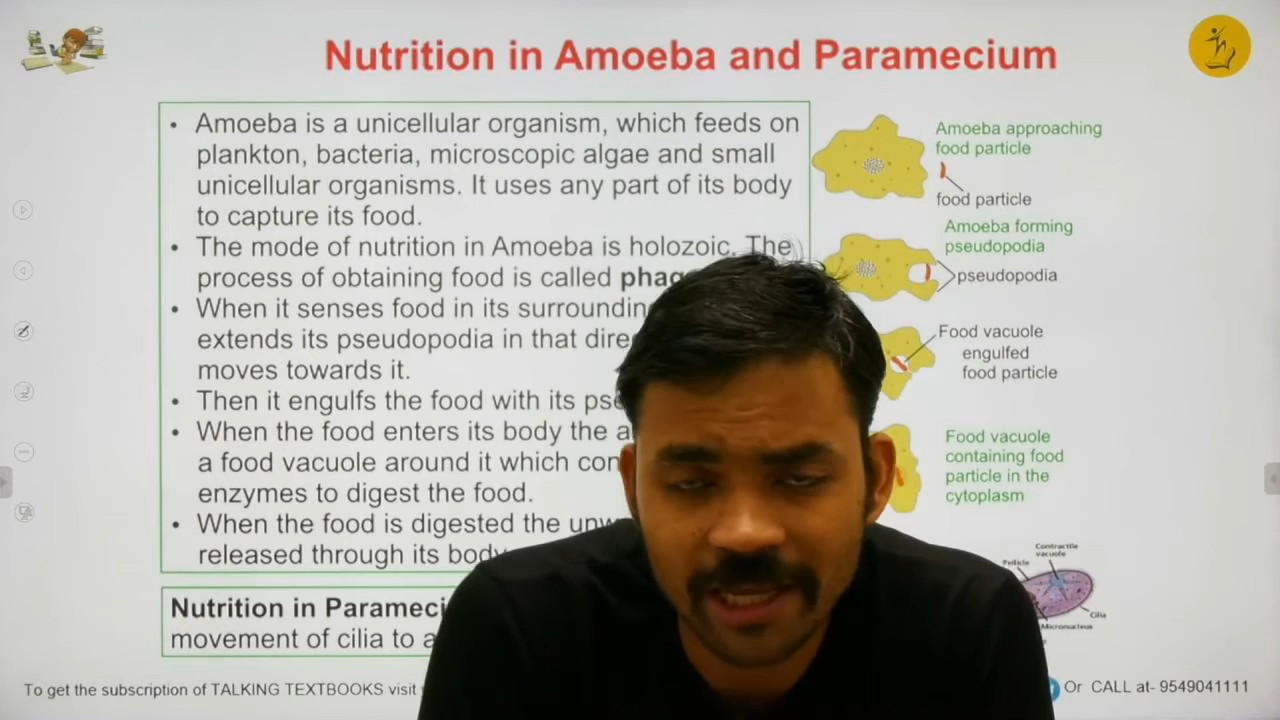 Nutrition in Amoeba and Paramecium
• Amoeba is a unicellular organism, which feeds on
plankton, bacteria, microscopic algae and small
unicellular organisms. It uses any part of its body
to capture its food.
• The mode of nutrition in Amoeba is holozoic. The
process of obtaining food is called
• When it senses food in its
extends its pseudopodia in that
moves towards it.
• Then it engulfs the food with its
• When the food enters its body the
a food vacuole around it which
enzymes to digest the food.
• When the food is digested the
released through its body
Nutrition in
movement of cilia to
Amoeba approaching
food particle
food particle
Amoeba forming
pseudopodia
pseudopodia
Food vacuole
engulfed
food particle
Food vacuole
containing food
particle in the
cytoplasm
Contractile
vacuole
Pellicle
Cilia
Micronucleus
To get the subscription of TALKING TEXTBOOKS visit
Or CALL at- 9549041111